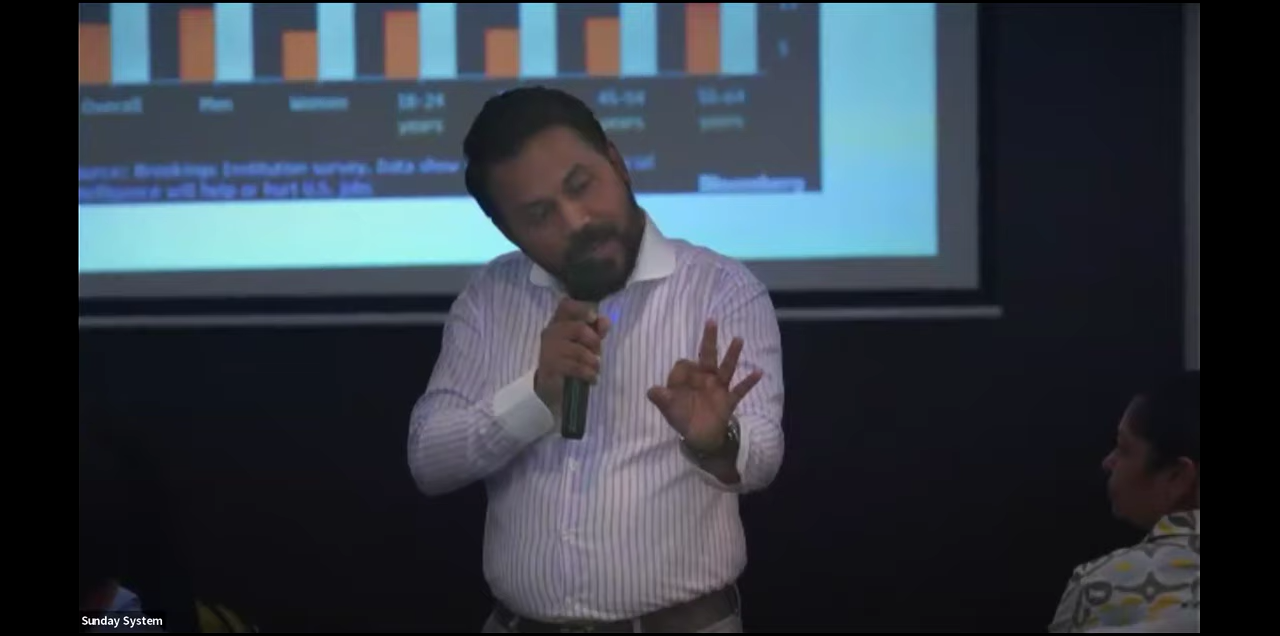 Overall Men Women 18-24 years 45-54 years 55-64 years
5
Source: Brookings Institution survey. Data show
intelligence will help or hurt U.S. jobs
Bloomberg
Sunday System